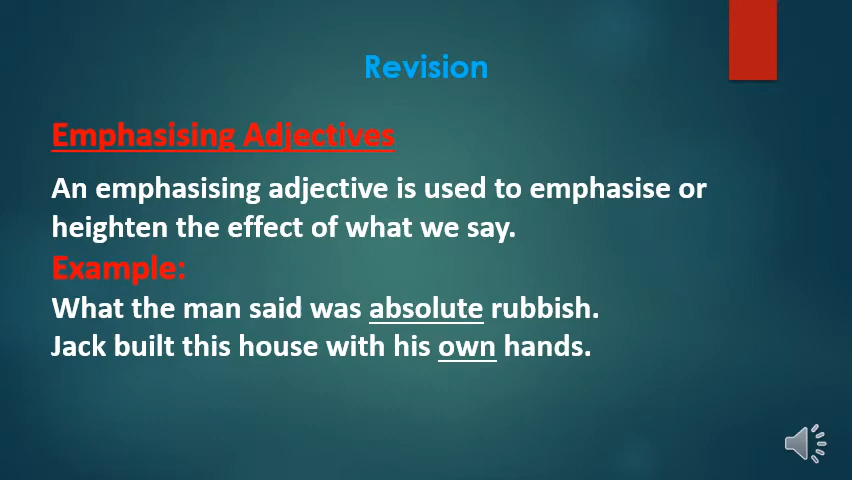 Revision
Emphasising Adjectives
An emphasising adjective is used to emphasise or
heighten the effect of what we say.
Example:
What the man said was absolute rubbish.
Jack built this house with his own hands.